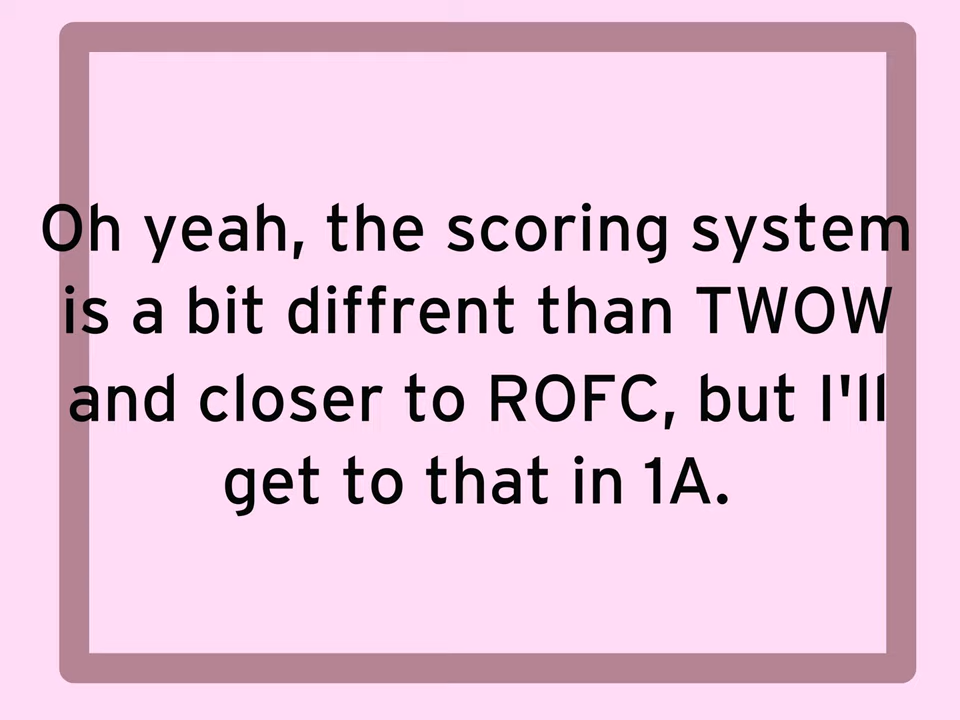 Oh yeah, the scoring system
is a bit diffrent than TWOW
and closer to ROFC, but I'll
get to that in 1A.